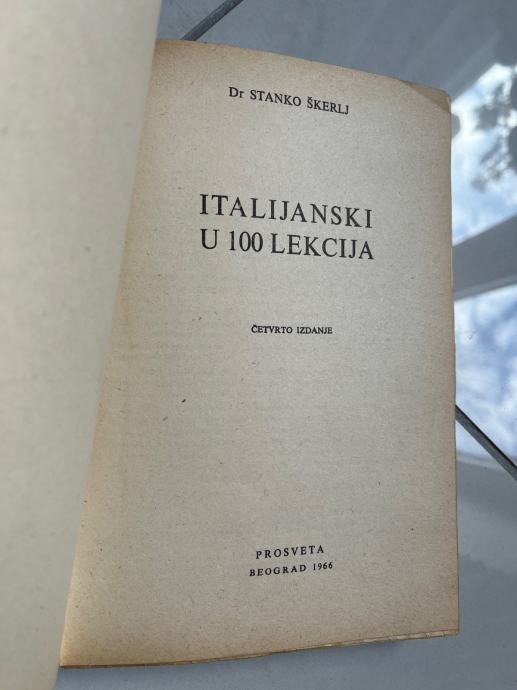 Dr STANKO ŠKERLJ
ITALIJANSKI
U 100 LEKCIJA
ČETVRTO IZDANJE
PROSVETA
BEOGRAD 1966